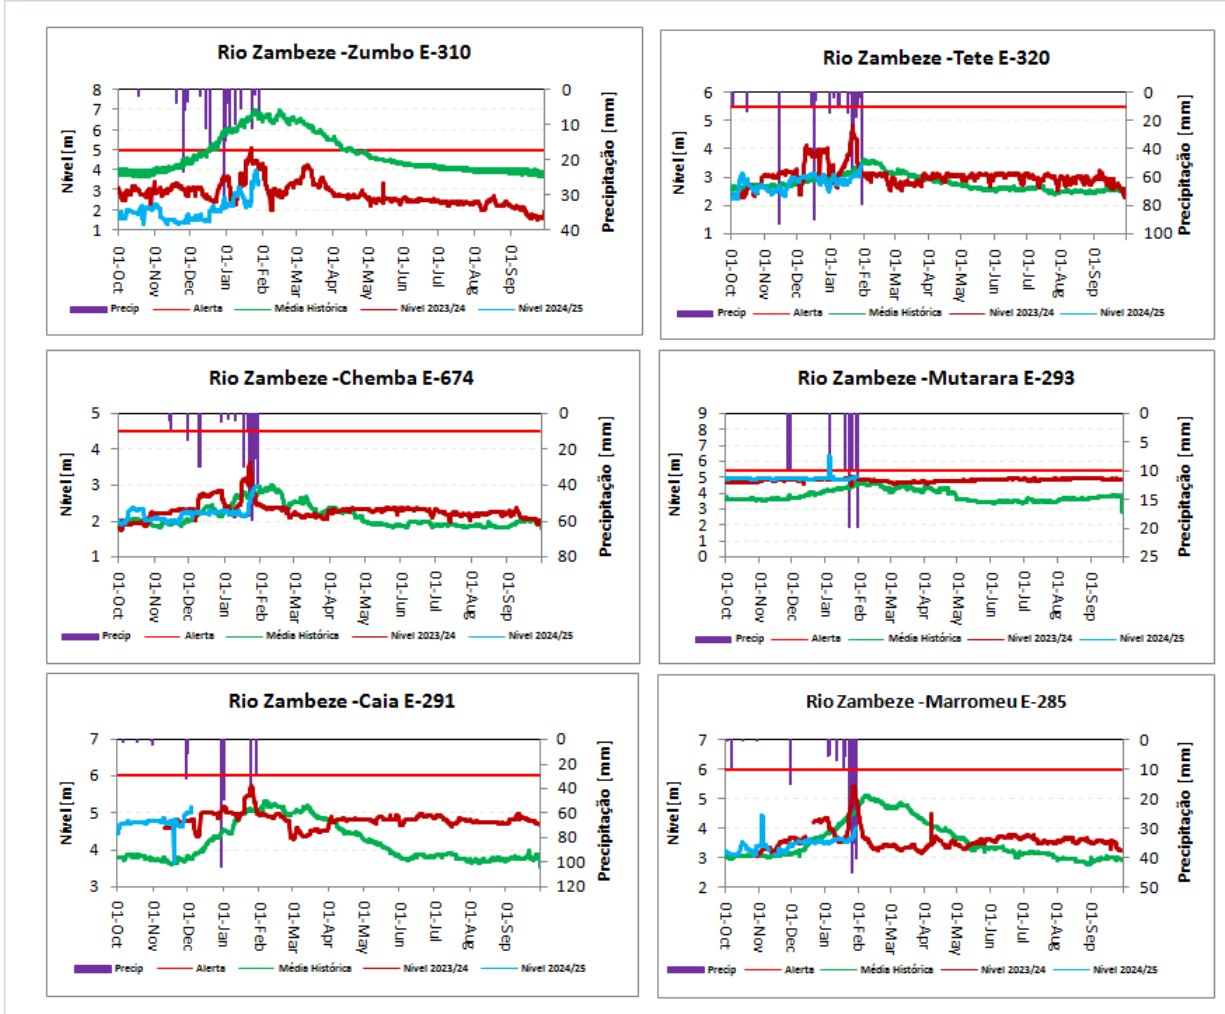 Rio Zambeze -Zumbo E-310
8
7
6
5
4
3
2
1
Nível [m]
0
10
20
30
40
Precipitação [mm]
01-Oct
01-Nov
01-Dec
01-Jan
01-Feb
01-Mar
01-Apr
01-May
01-Jun
01-Jul
01-Aug
01-Sep
Precip Alerta Média Histórica Nivel 2023/24 Nivel 2024/25
Rio Zambeze -Tete E-320
6
5
4
3
2
1
Nível [m]
0
20
40
60
80
100
Precipitação [mm]
01-Oct
01-Nov
01-Dec
01-Jan
01-Feb
01-Mar
01-Apr
01-May
01-Jun
01-Jul
01-Aug
01-Sep
Precip Alerta Média Histórica Nivel 2023/24 Nivel 2024/25
Rio Zambeze -Chemba E-674
5
4
3
2
1
Nível [m]
0
20
40
60
80
Precipitação [mm]
01-Oct
01-Nov
01-Dec
01-Jan
01-Feb
01-Mar
01-Apr
01-May
01-Jun
01-Jul
01-Aug
01-Sep
Precip Alerta Média Histórica Nivel 2023/24 Nivel 2024/25
Rio Zambeze -Mutarara E-293
9
8
7
6
5
4
3
2
1
0
Nível [m]
0
5
10
15
20
25
Precipitação [mm]
01-Oct
01-Nov
01-Dec
01-Jan
01-Feb
01-Mar
01-Apr
01-May
01-Jun
01-Jul
01-Aug
01-Sep
Precip Alerta Média Histórica Nivel 2023/24 Nivel 2024/25
Rio Zambeze -Caia E-291
7
6
5
4
3
Nível [m]
0
20
40
60
80
100
120
Precipitação [mm]
01-Oct
01-Nov
01-Dec
01-Jan
01-Feb
01-Mar
01-Apr
01-May
01-Jun
01-Jul
01-Aug
01-Sep
Precip Alerta Média Histórica Nivel 2023/24 Nivel 2024/25
Rio Zambeze -Marromeu E-285
7
6
5
4
3
2
Nível [m]
0
10
20
30
40
50
Precipitação [mm]
01-Oct
01-Nov
01-Dec
01-Jan
01-Feb
01-Mar
01-Apr
01-May
01-Jun
01-Jul
01-Aug
01-Sep
Precip Alerta Média Histórica Nivel 2023/24 Nivel 2024/25